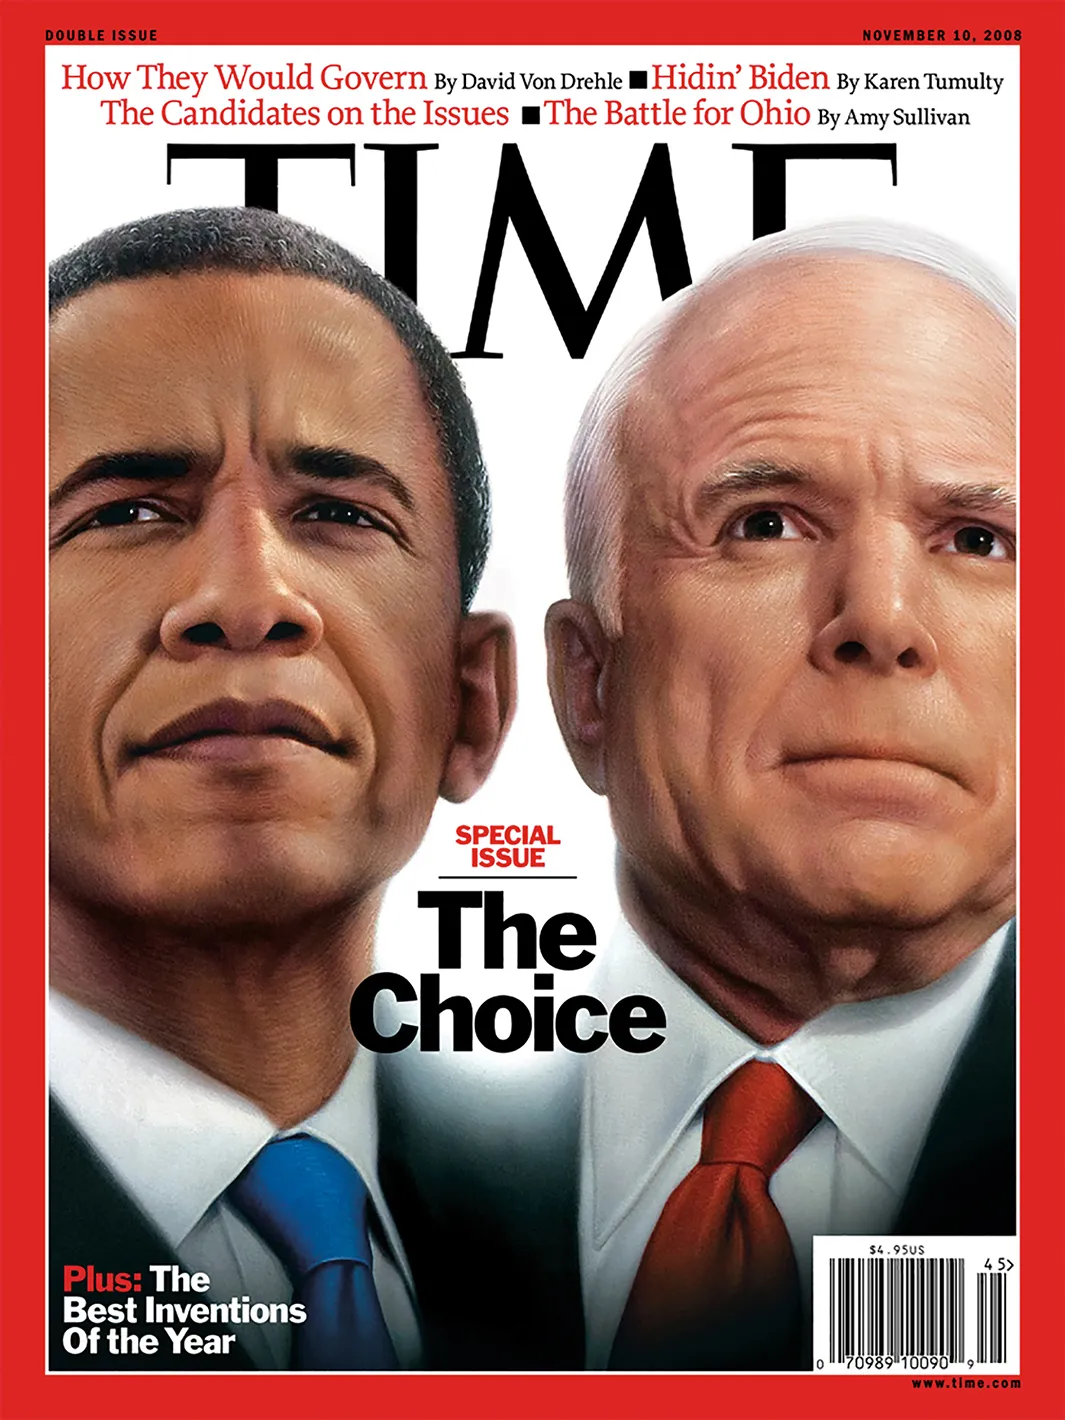 DOUBLE ISSUE
NOVEMBER 10, 2008
How They Would Govern By David Von Drehle ■ Hidin' Biden By Karen Tumulty
The Candidates on the Issues ■ The Battle for Ohio By Amy Sullivan
TIME
SPECIAL
ISSUE
The
Choice
Plus: The
Best Inventions
Of the Year
$4.95US
45>
0 70989 10090 9
www.time.com